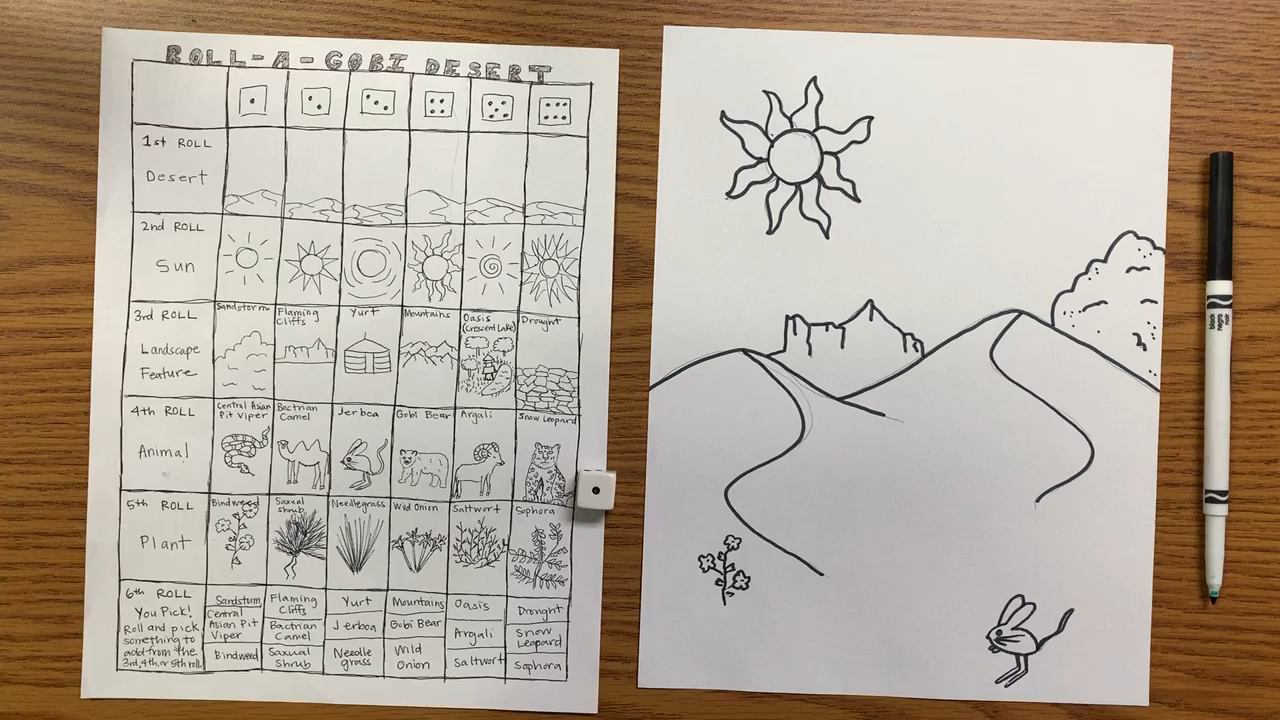 ROLL-A-GOBI DESERT
1st ROLL
Desert
2nd ROLL
Sun
3rd ROLL
Landscape
Feature
Sandstorm
Flaming
Cliffs
Yurt
Mountains
Oasis
(Crescent Lake)
Drought
4th ROLL
Animal
Central Asian
Pit Viper
Bactrian
Camel
Jerboa
Gobi Bear
Argali
Snow Leopard
5th ROLL
Plant
Bindweed
Saxual
shrub
Needlegrass
Wild Onion
Saltwort
Sophora
6th ROLL
You Pick!
Roll and pick
something to
add from the
3rd, 4th, or 5th roll.
Sandstorm
Central
Asian Pit
Viper
Bindweed
Flaming
Cliffs
Bactrian
Camel
Saxual
Shrub
Yurt
Jerboa
Needle
grass
Mountains
Gobi Bear
Wild
Onion
Oasis
Argali
Saltwort
Drought
Snow
Leopard
Sophora
black
negro
noir